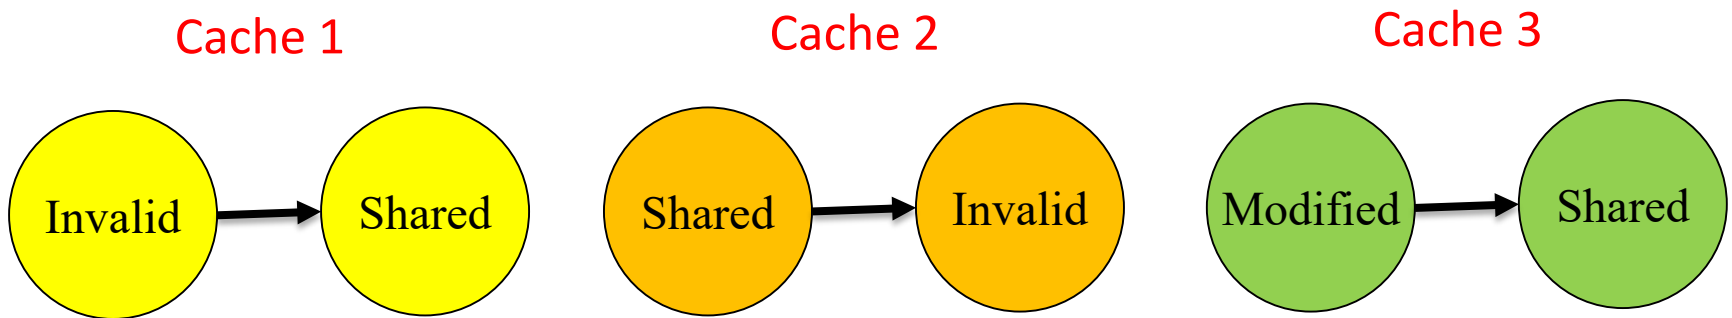 Cache 1
Cache 2
Cache 3
Invalid
Shared
Shared
Invalid
Modified
Shared